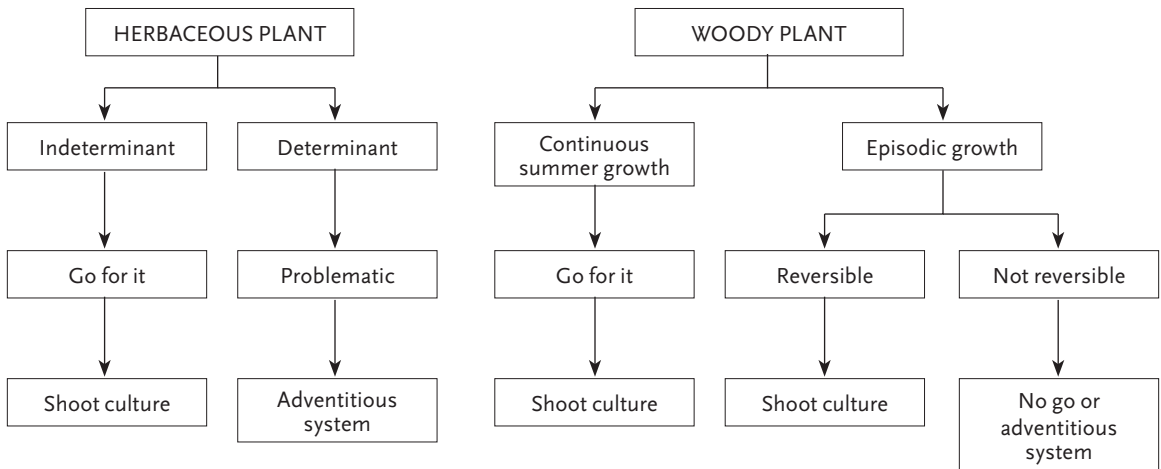 HERBACEOUS PLANT
Indeterminant
Determinant
Go for it
Problematic
Shoot culture
Adventitious
system
WOODY PLANT
Continuous
summer growth
Episodic growth
Go for it
Reversible
Not reversible
Shoot culture
Shoot culture
No go or
adventitious
system